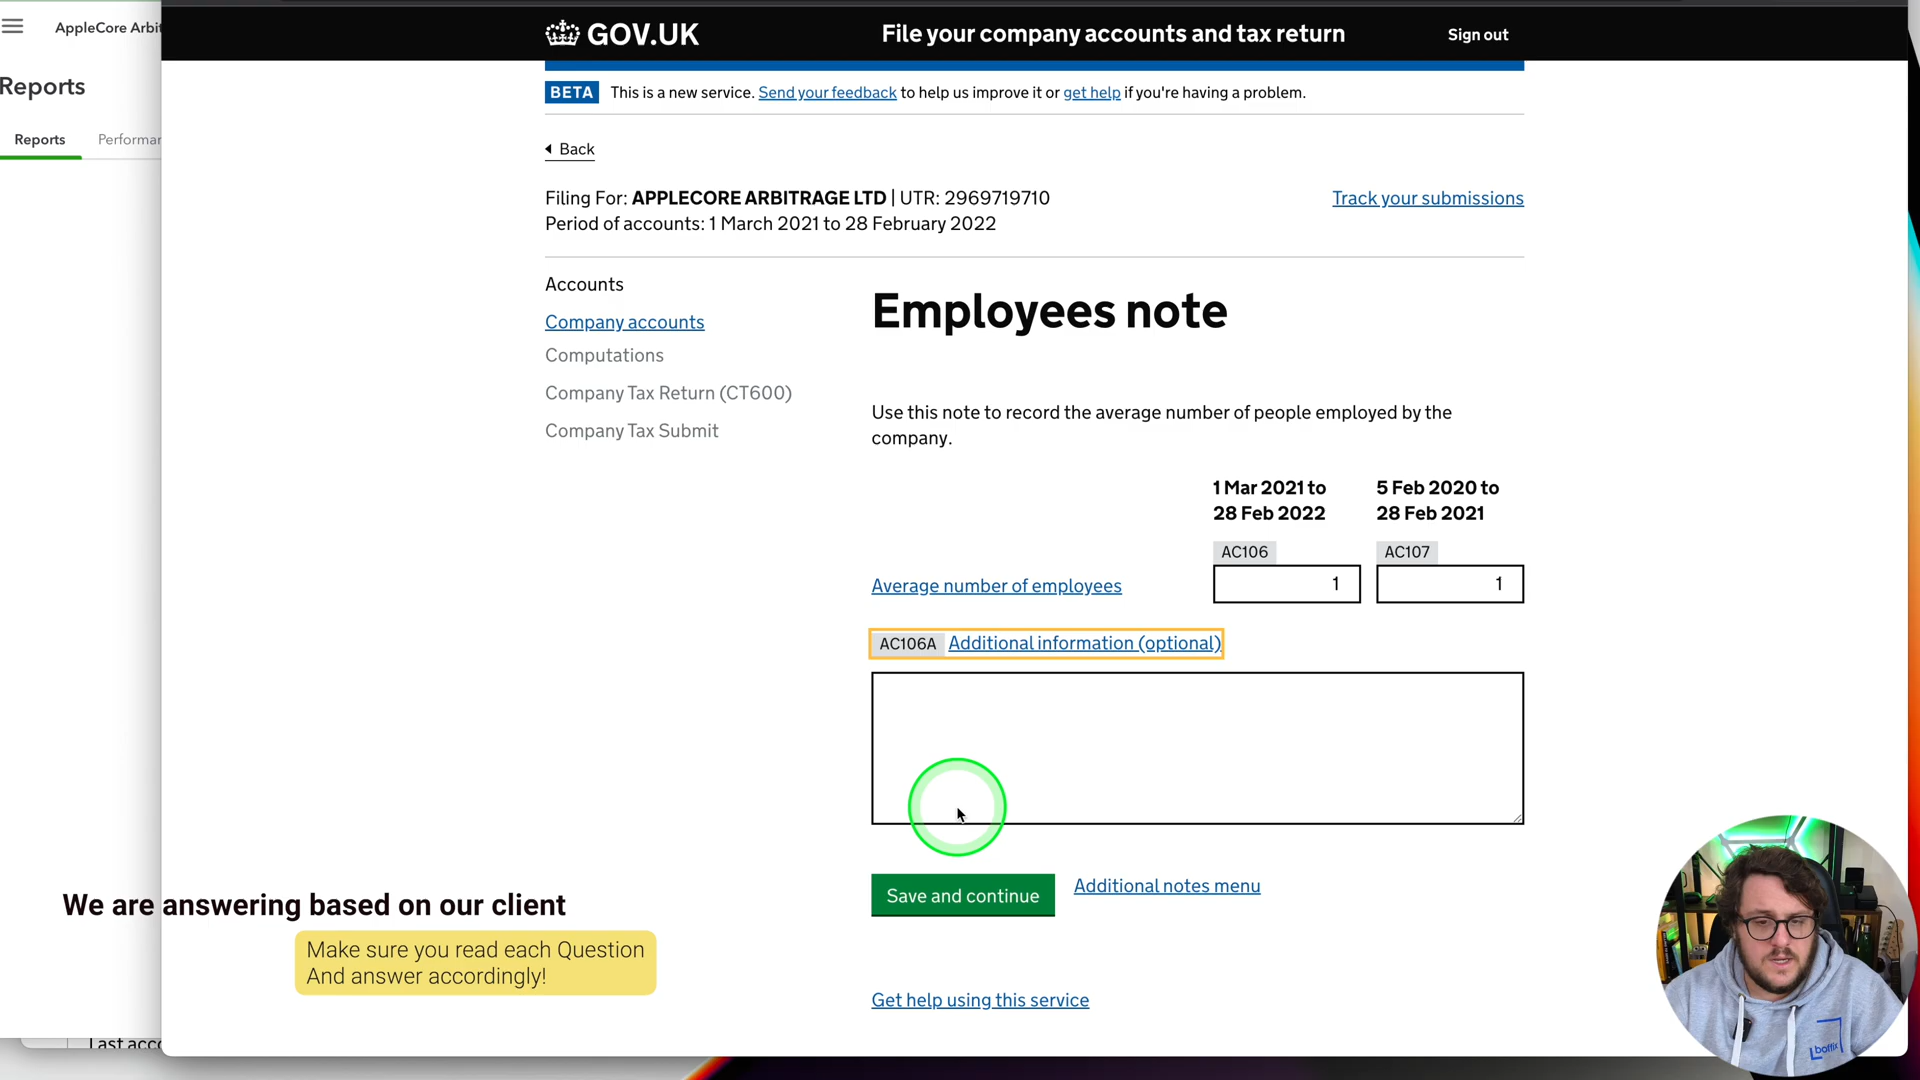 AppleCore Arbit
Reports
Reports
Performan
GOV.UK
File your company accounts and tax return
Sign out
BETA This is a new service. Send your feedback to help us improve it or get help if you're having a problem.
Back
Filing For: APPLECORE ARBITRAGE LTD | UTR: 2969719710
Track your submissions
Period of accounts: 1 March 2021 to 28 February 2022
Accounts
Company accounts
Computations
Company Tax Return (CT600)
Company Tax Submit
Employees note
Use this note to record the average number of people employed by the
company.
1 Mar 2021 to
28 Feb 2022
5 Feb 2020 to
28 Feb 2021
AC106
AC107
Average number of employees
1
1
AC106A Additional information (optional)
Save and continue
Additional notes menu
Get help using this service
We are answering based on our client
Make sure you read each Question
And answer accordingly!
Last acco
boffix